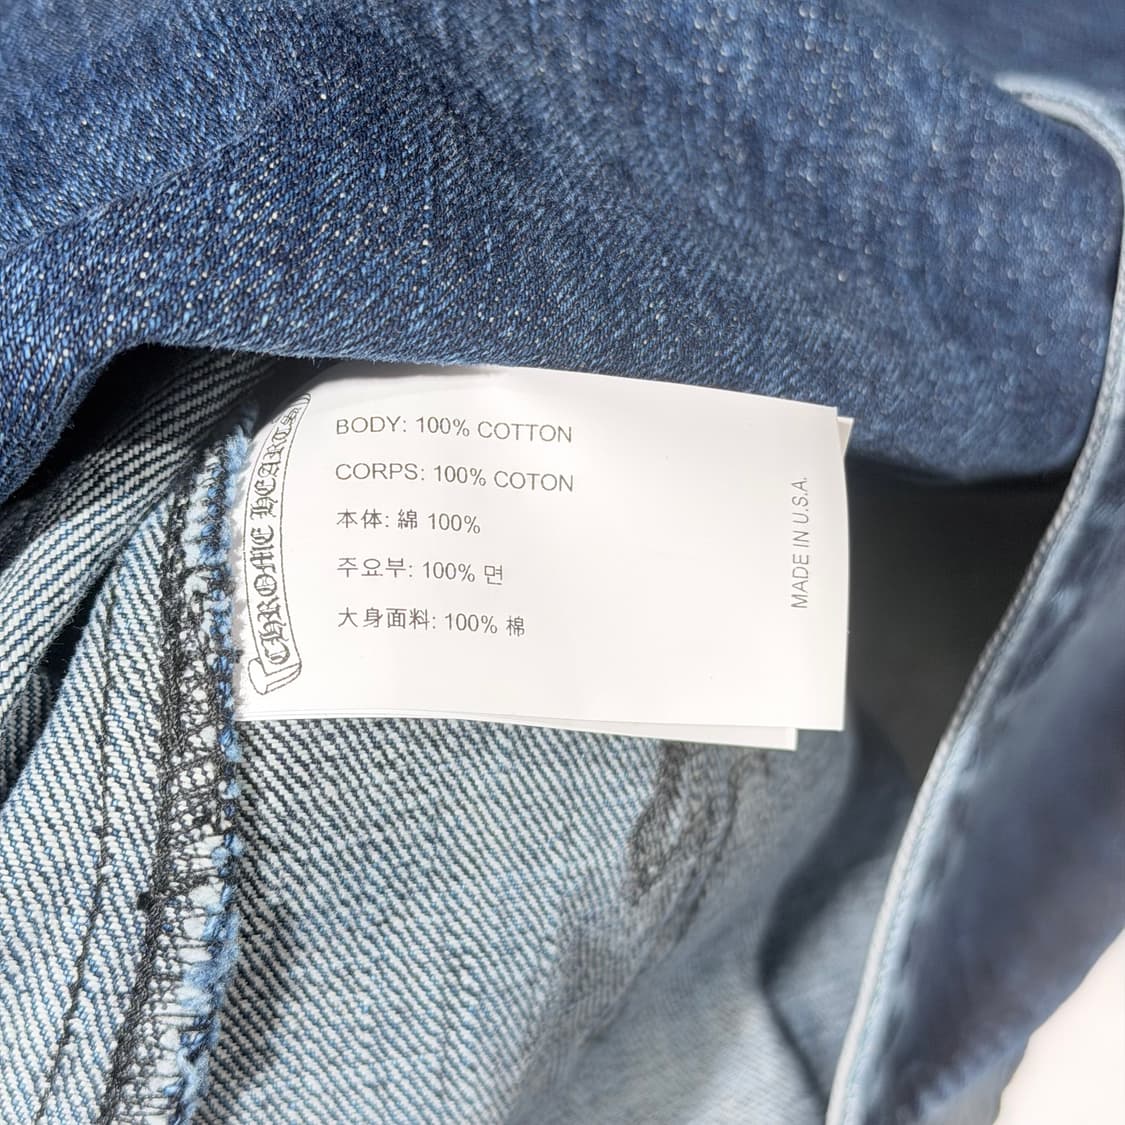 CHROME HEARTS
BODY: 100% COTTON
CORPS: 100% COTON
本体: 綿 100%
주요부: 100% 면
大身面料: 100% 棉
MADE IN U.S.A.